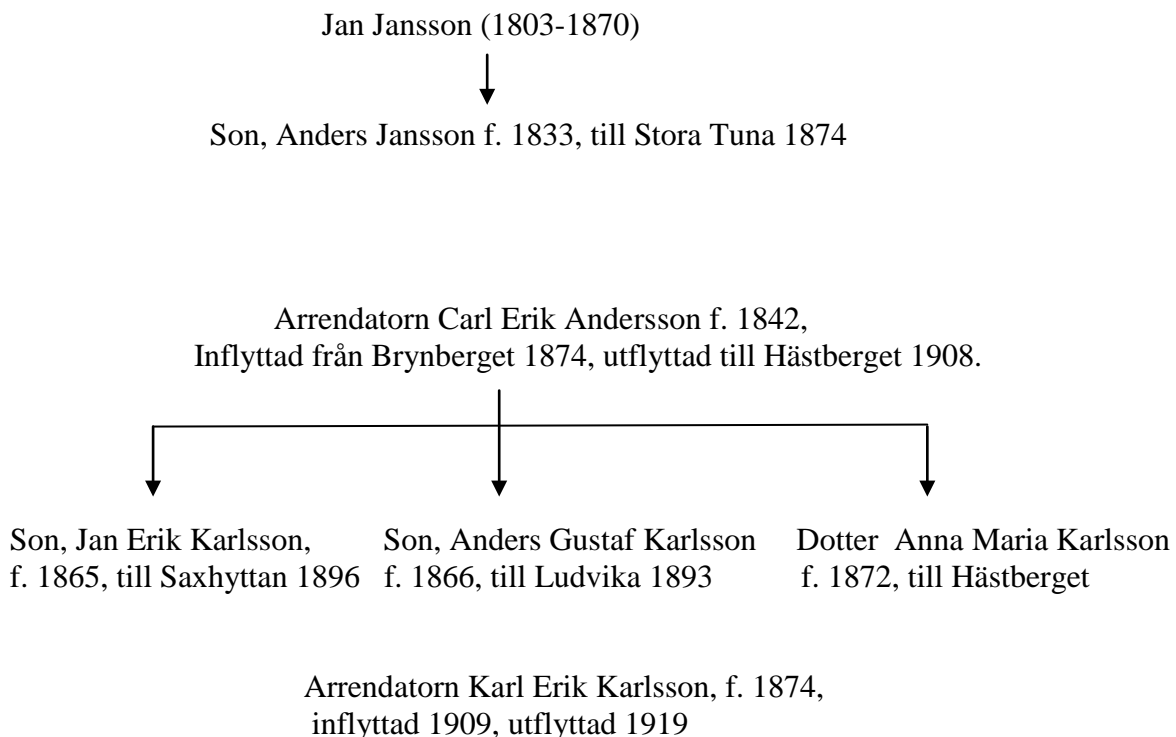 Jan Jansson (1803-1870)
Son, Anders Jansson f. 1833, till Stora Tuna 1874
Arrendatorn Carl Erik Andersson f. 1842,
Inflyttad från Brynberget 1874, utflyttad till Hästberget 1908.
Son, Jan Erik Karlsson,
f. 1865, till Saxhyttan 1896
Son, Anders Gustaf Karlsson
f. 1866, till Ludvika 1893
Dotter Anna Maria Karlsson
f. 1872, till Hästberget
Arrendatorn Karl Erik Karlsson, f. 1874,
inflyttad 1909, utflyttad 1919